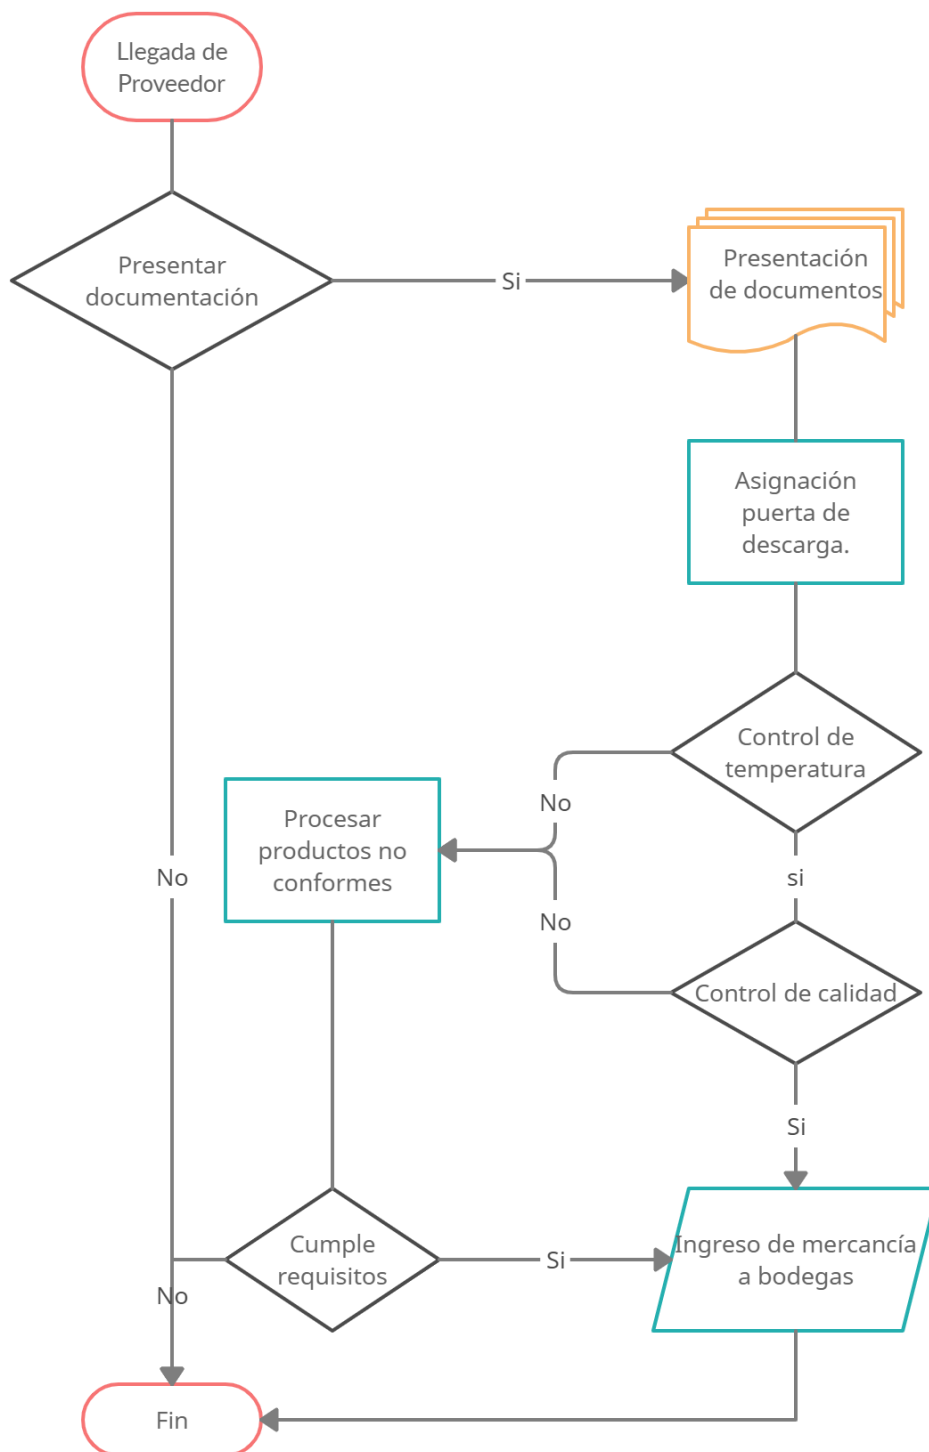 Llegada de
Proveedor
Presentar
documentación
Si
Presentación
de documentos
Asignación
puerta de
descarga.
Control de
temperatura
No
Procesar
productos no
conformes
No
si
No
Control de calidad
Si
Cumple
requisitos
Si
Ingreso de mercancía
a bodegas
No
Fin